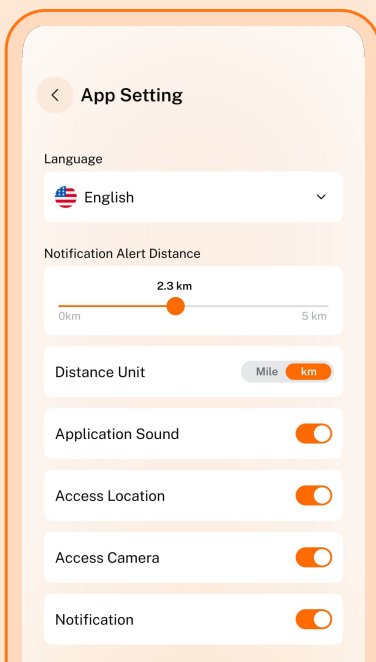 App Setting
Language
English
Notification Alert Distance
2.3 km
0km 5 km
Distance Unit Mile km
Application Sound
Access Location
Access Camera
Notification